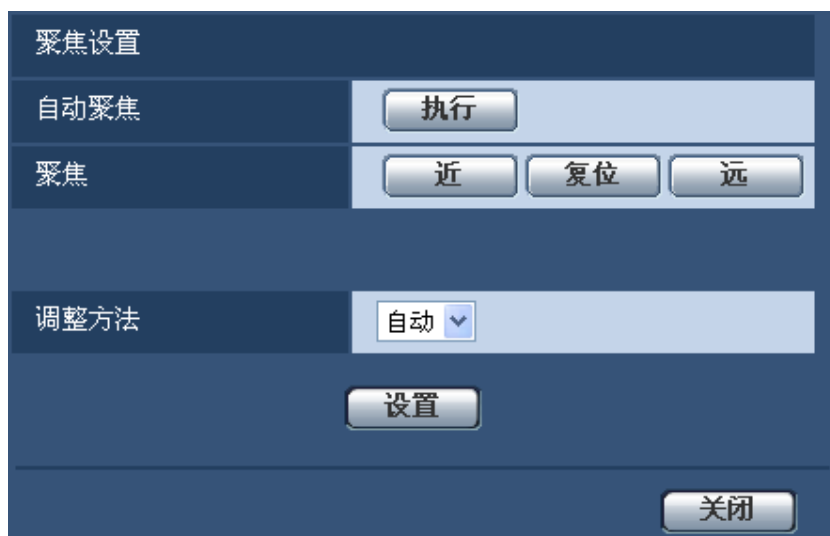 聚焦设置
自动聚焦 执行
聚焦 近 复位 远
调整方法 自动
设置
关闭